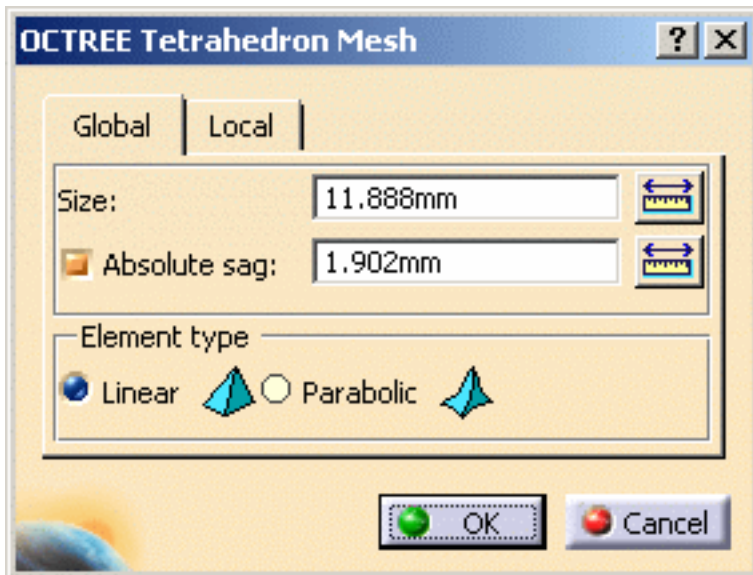 OCTREE Tetrahedron Mesh
Global Local
Size: 11.888mm
Absolute sag: 1.902mm
Element type
Linear Parabolic
OK Cancel